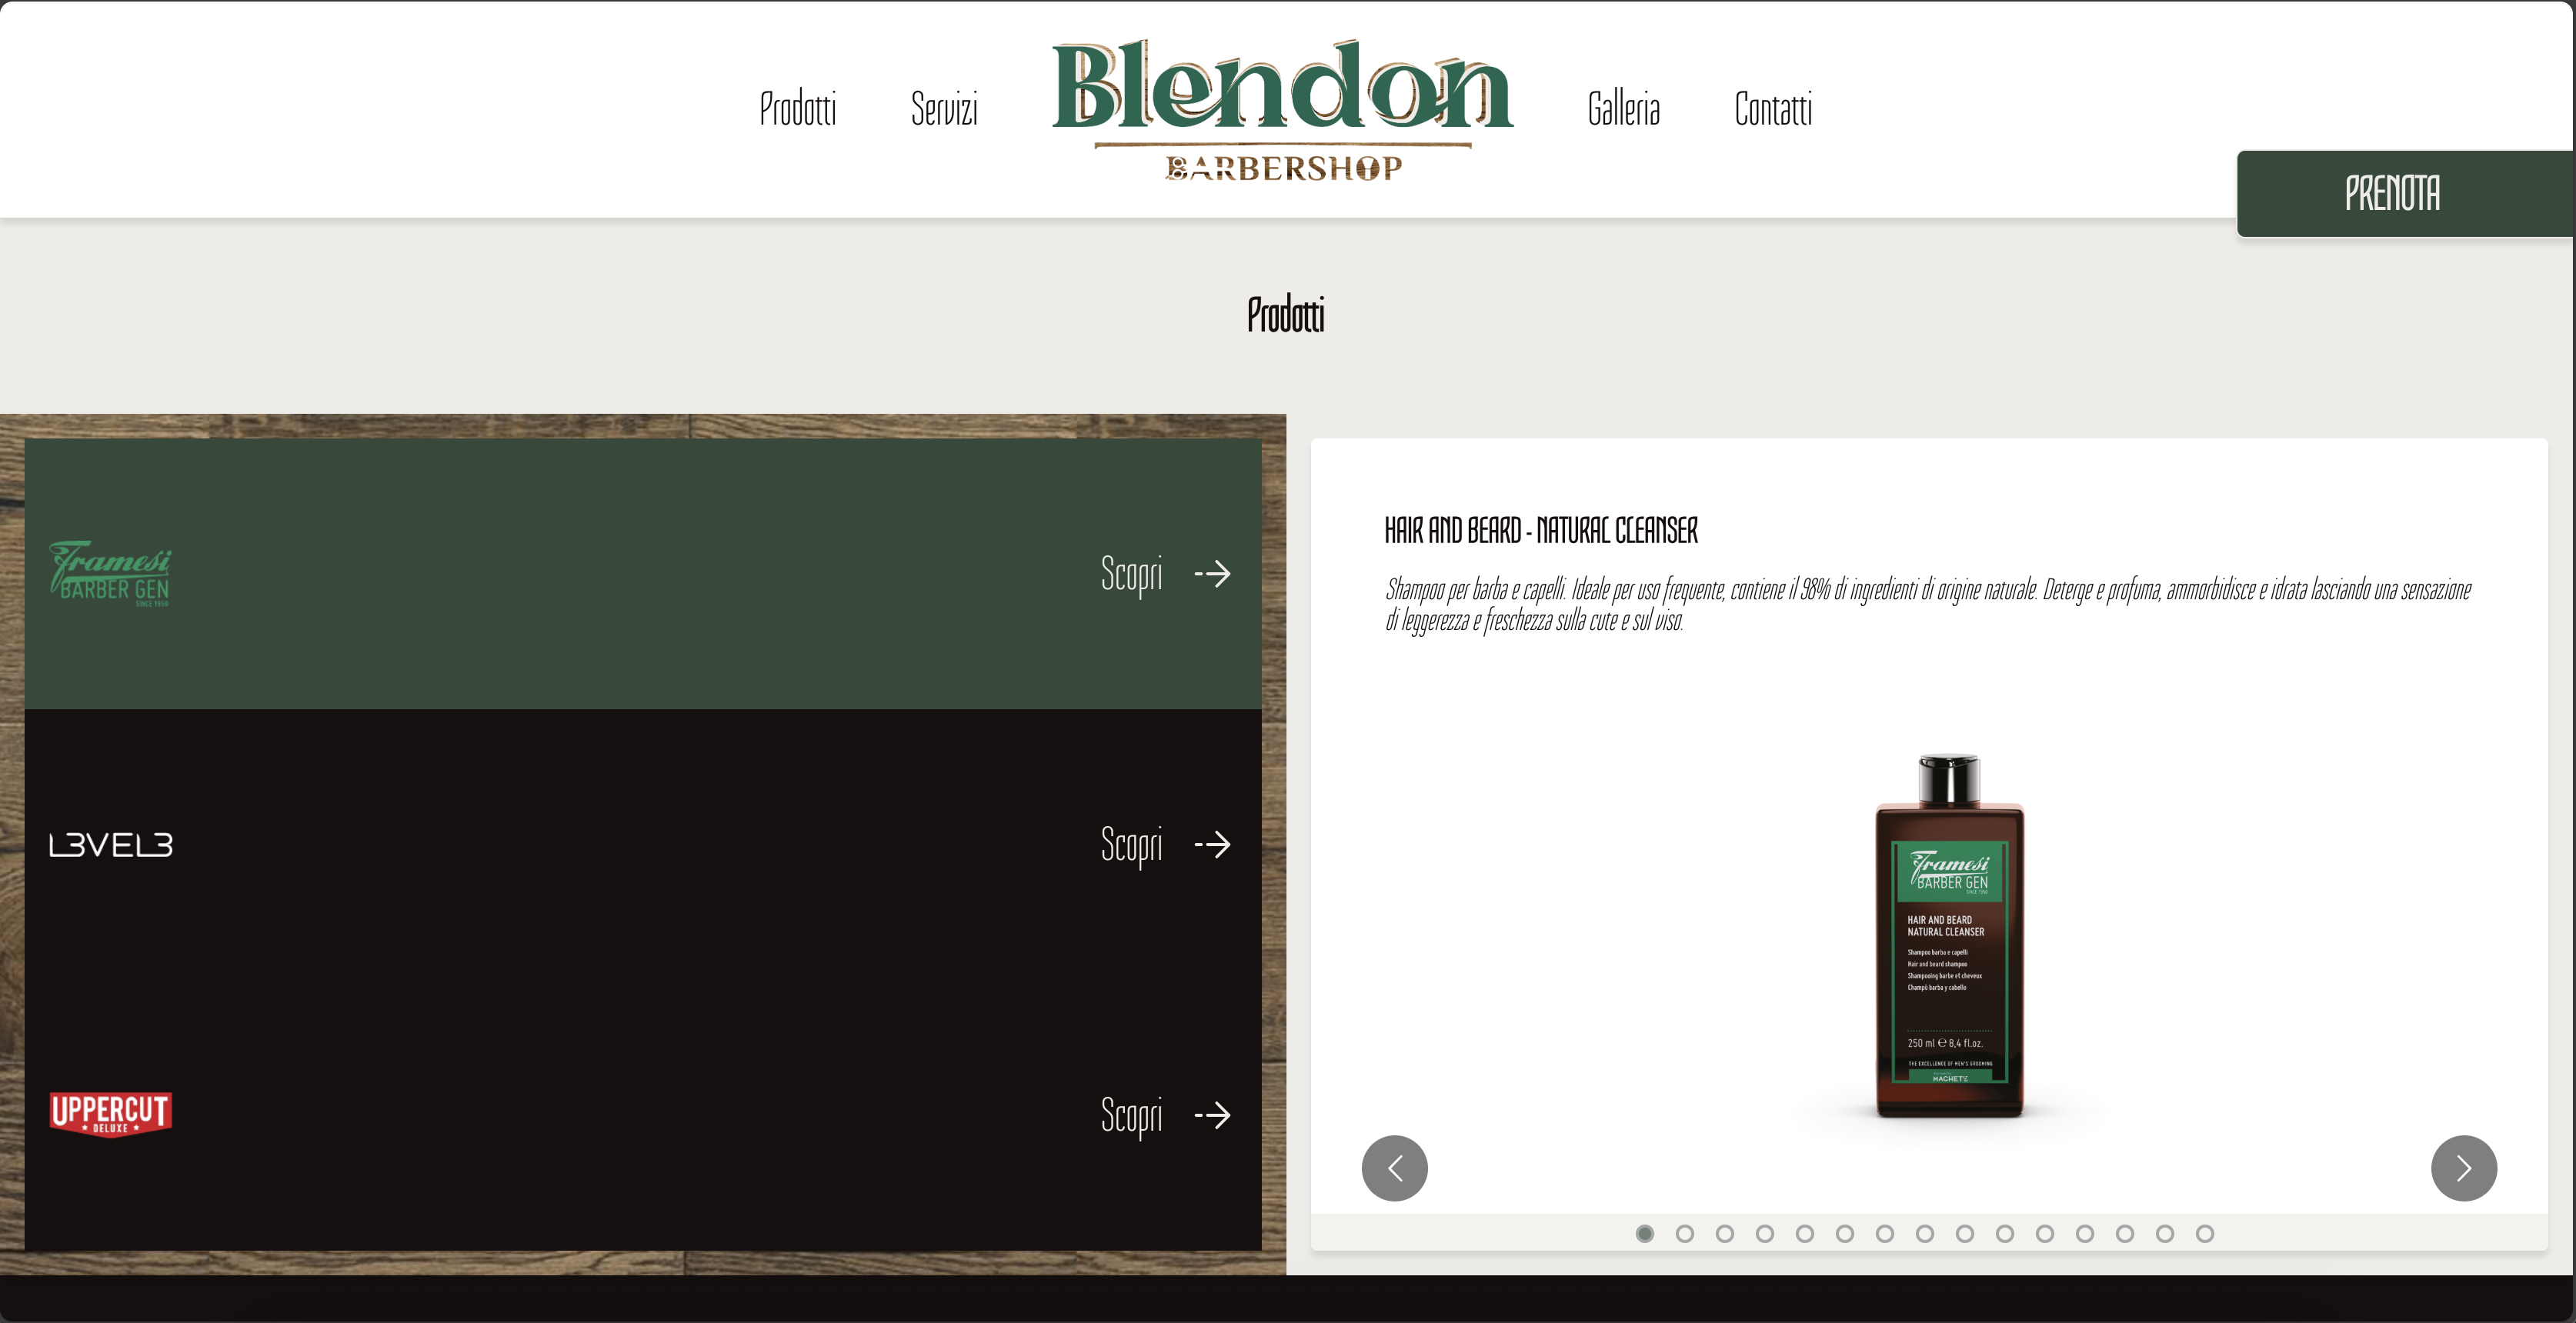 Prodotti
Servizi
Blendon
BARBERSHOP
Galleria
Contatti
PRENOTA
Prodotti
Framesi
BARBER GEN
SINCE 1950
Scopri
L3VEL3
Scopri
UPPERCUT
DELUXE
Scopri
HAIR AND BEARD - NATURAL CLEANSER
Shampoo per barba e capelli. Ideale per uso frequente, contiene il 98% di ingredienti di origine naturale. Deterge e profuma, ammorbidisce e idrata lasciando una sensazione
di leggerezza e freschezza sulla cute e sul viso.
Framesi
BARBER GEN
SINCE 1950
HAIR AND BEARD
NATURAL CLEANSER
Shampoo barba e capelli
Hair and beard shampoo
Shampooing barbe et cheveux
Champú barba y cabello
250 ml ℮ 8,4 fl.oz.
THE EXCELLENCE OF MEN'S GROOMING
MACHETE